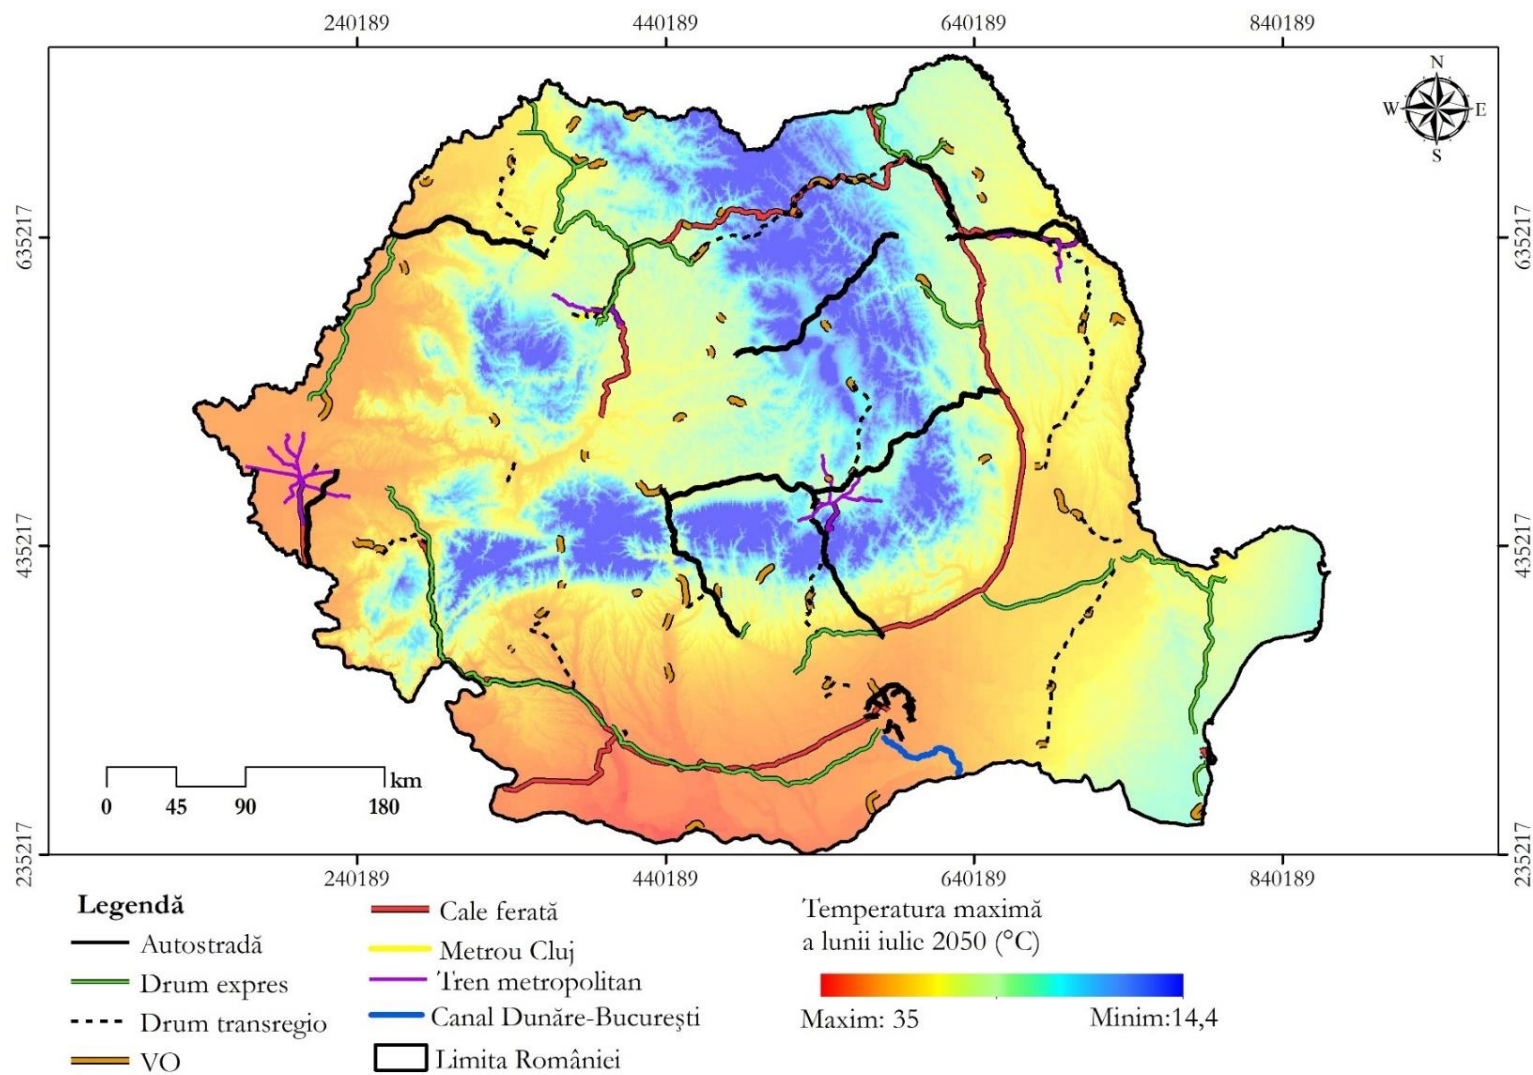 240189 440189 640189 840189
N
W E
S
635217 635217
435217 435217
235217 235217
km
0 45 90 180
240189 440189 640189 840189
Legendă
Autostradă
Drum expres
Drum transregio
VO
Cale ferată
Metrou Cluj
Tren metropolitan
Canal Dunăre-București
Limita României
Temperatura maximă
a lunii iulic 2050 (°C)
Maxim: 35 Minim:14,4